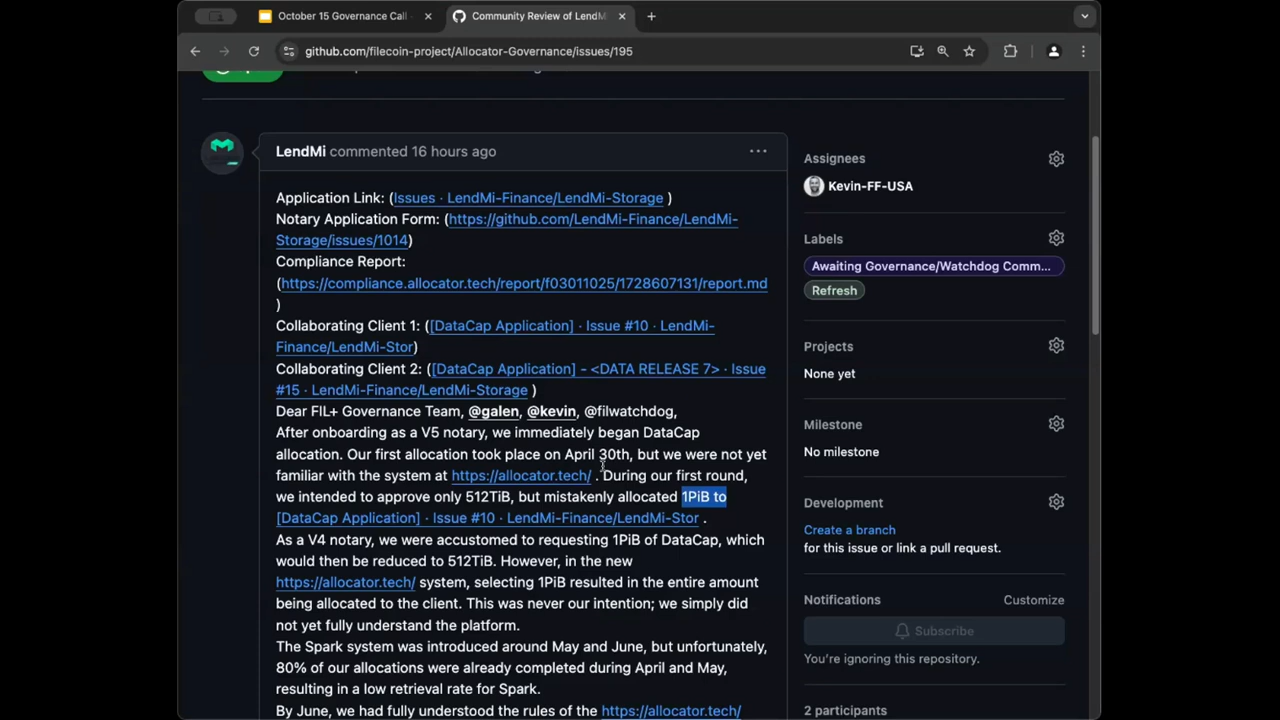 October 15 Governance Call
Community Review of LendM
github.com/filecoin-project/Allocator-Governance/issues/195
LendMi commented 16 hours ago
Application Link: (Issues · LendMi-Finance/LendMi-Storage )
Notary Application Form: (https://github.com/LendMi-Finance/LendMi-
Storage/issues/1014)
Compliance Report:
(https://compliance.allocator.tech/report/f03011025/1728607131/report.md
)
Collaborating Client 1: ([DataCap Application] · Issue #10 · LendMi-
Finance/LendMi-Stor)
Collaborating Client 2: ([DataCap Application] - <DATA RELEASE 7> · Issue
#15 · LendMi-Finance/LendMi-Storage )
Dear FIL+ Governance Team, @galen, @kevin, @filwatchdog,
After onboarding as a V5 notary, we immediately began DataCap
allocation. Our first allocation took place on April 30th, but we were not yet
familiar with the system at https://allocator.tech/ . During our first round,
we intended to approve only 512TiB, but mistakenly allocated 1PiB to
[DataCap Application] · Issue #10 · LendMi-Finance/LendMi-Stor .
As a V4 notary, we were accustomed to requesting 1PiB of DataCap, which
would then be reduced to 512TiB. However, in the new
https://allocator.tech/ system, selecting 1PiB resulted in the entire amount
being allocated to the client. This was never our intention; we simply did
not yet fully understand the platform.
The Spark system was introduced around May and June, but unfortunately,
80% of our allocations were already completed during April and May,
resulting in a low retrieval rate for Spark.
By June, we had fully understood the rules of the https://allocator.tech/
Assignees
Kevin-FF-USA
Labels
Awaiting Governance/Watchdog Comm...
Refresh
Projects
None yet
Milestone
No milestone
Development
Create a branch
for this issue or link a pull request.
Notifications
Customize
Subscribe
You're ignoring this repository.
2 participants